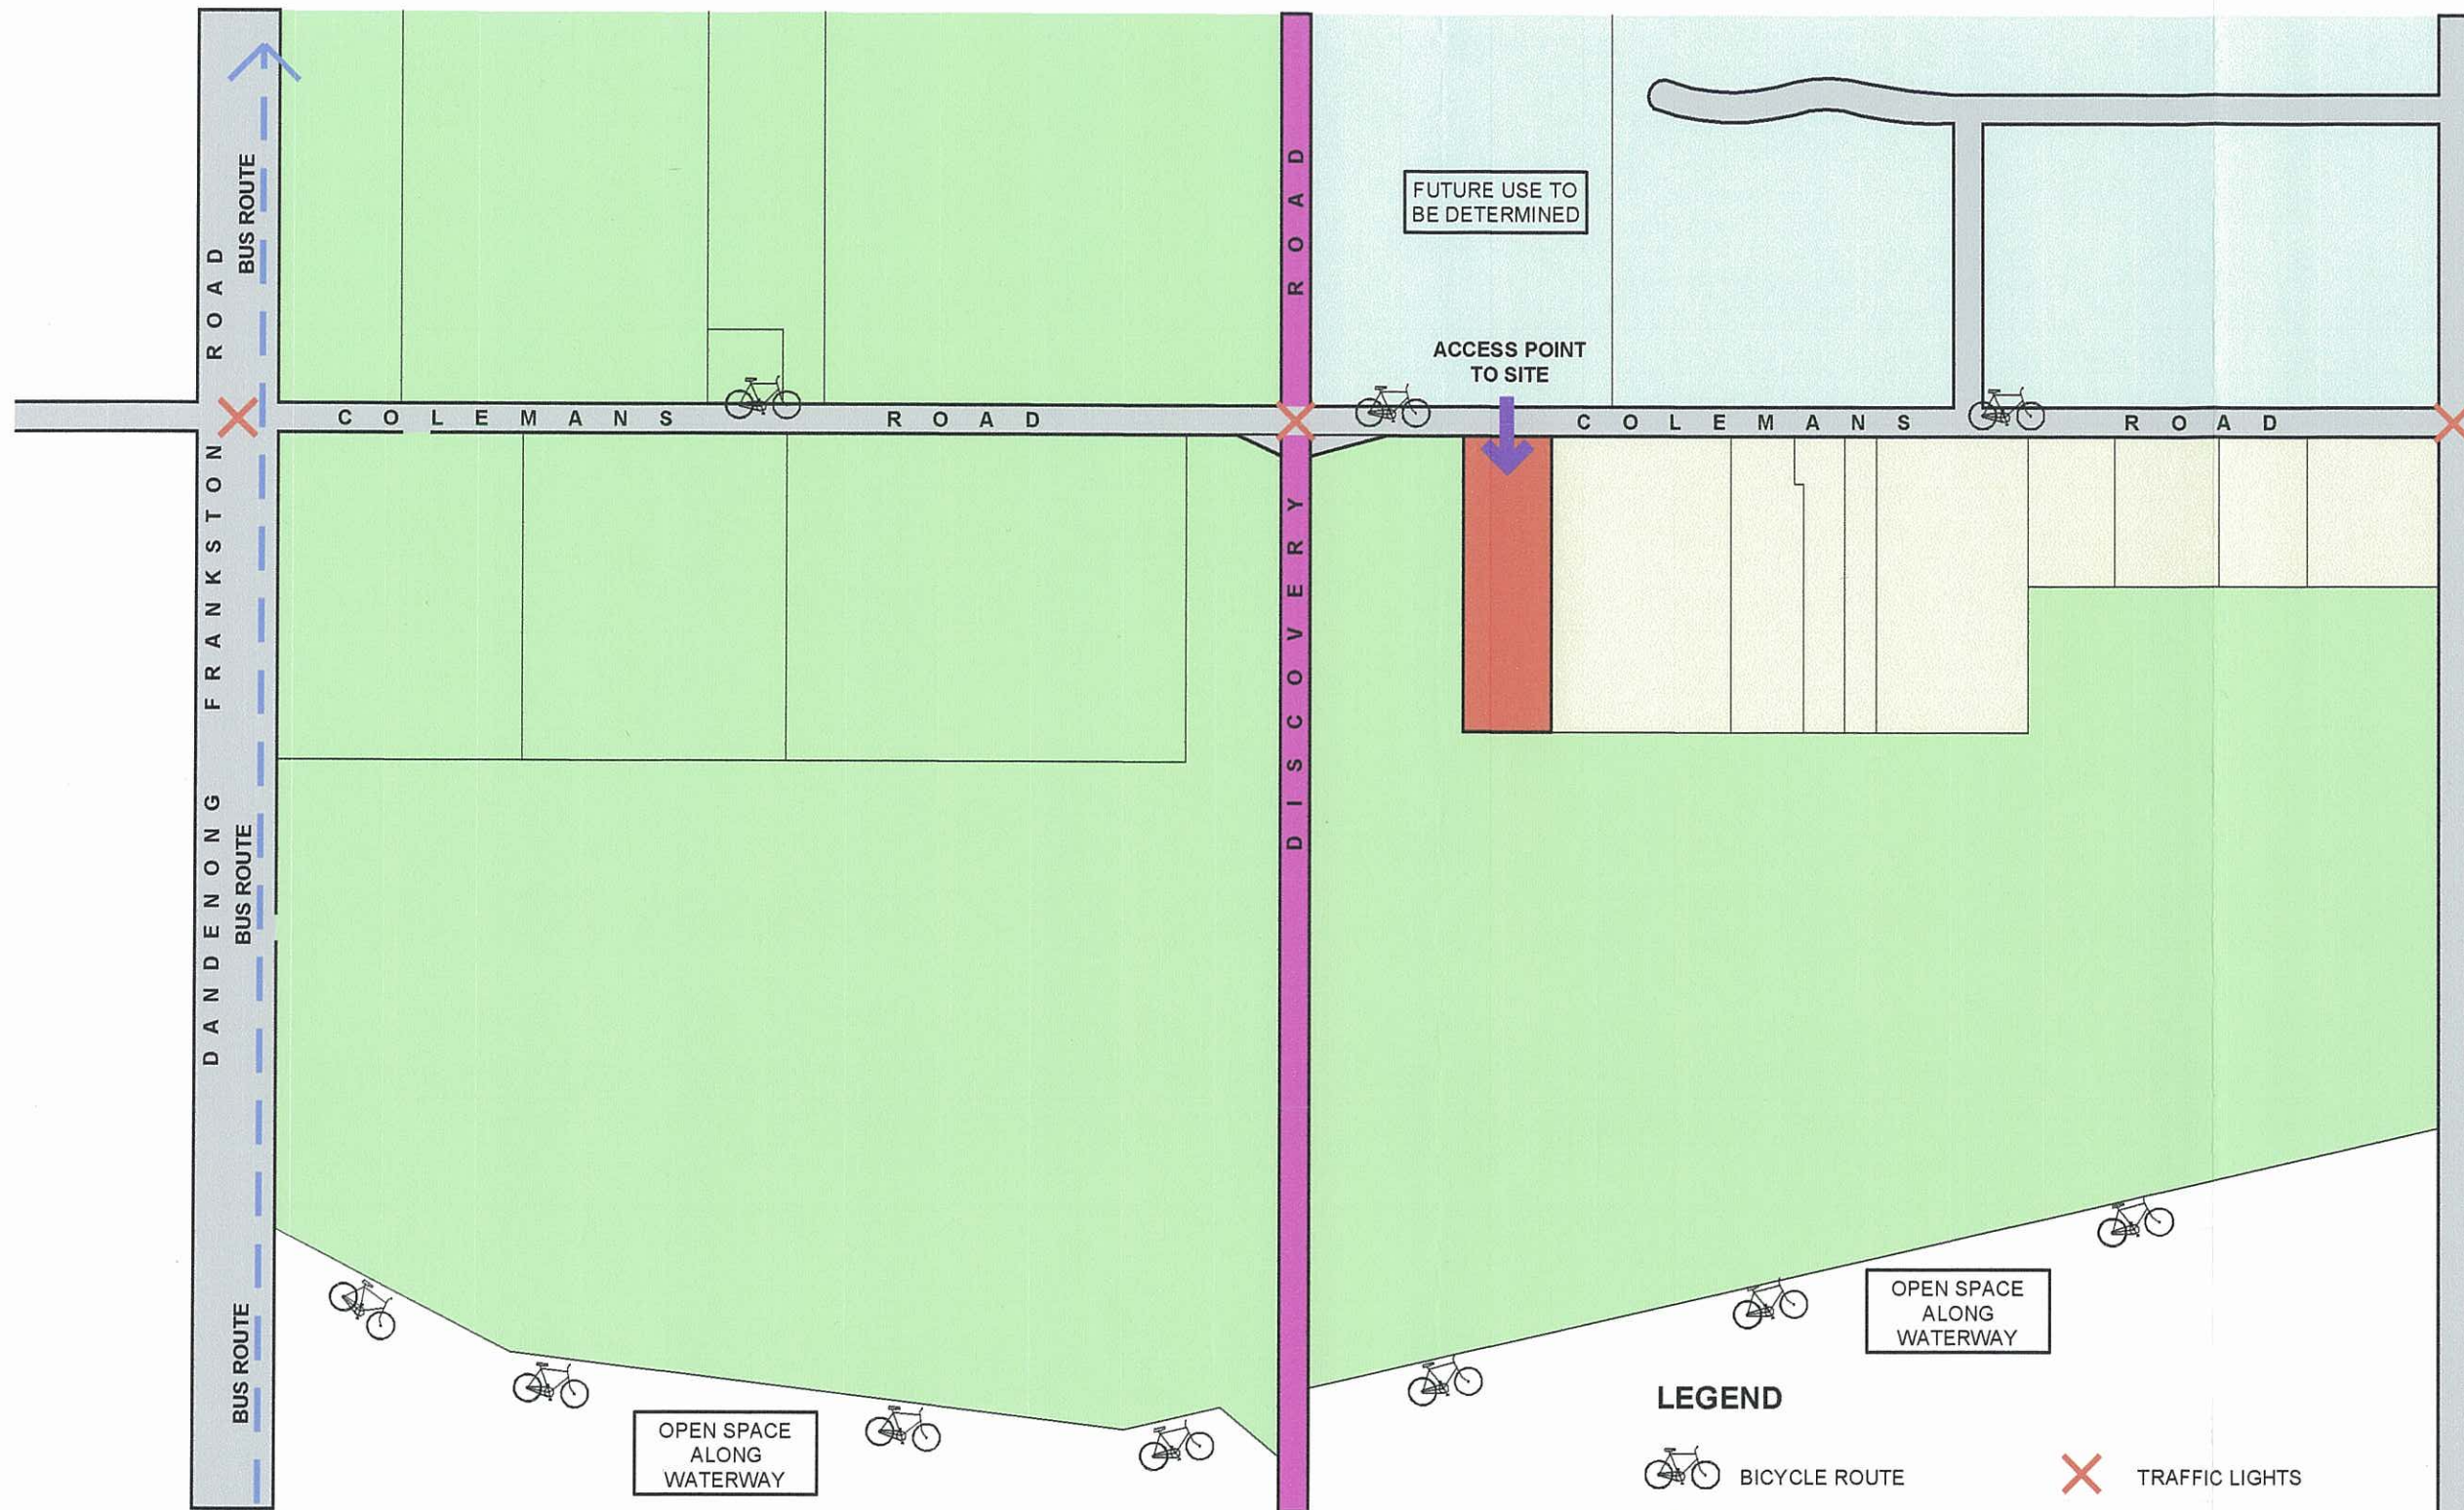 BUS ROUTE
DANDENONG FRANKSTON ROAD
FUTURE USE TO
BE DETERMINED
ACCESS POINT
TO SITE
COLEMANS ROAD
COLEMANS ROAD
DISCOVERY ROAD
BUS ROUTE
BUS ROUTE
OPEN SPACE
ALONG
WATERWAY
OPEN SPACE
ALONG
WATERWAY
LEGEND
BICYCLE ROUTE
TRAFFIC LIGHTS